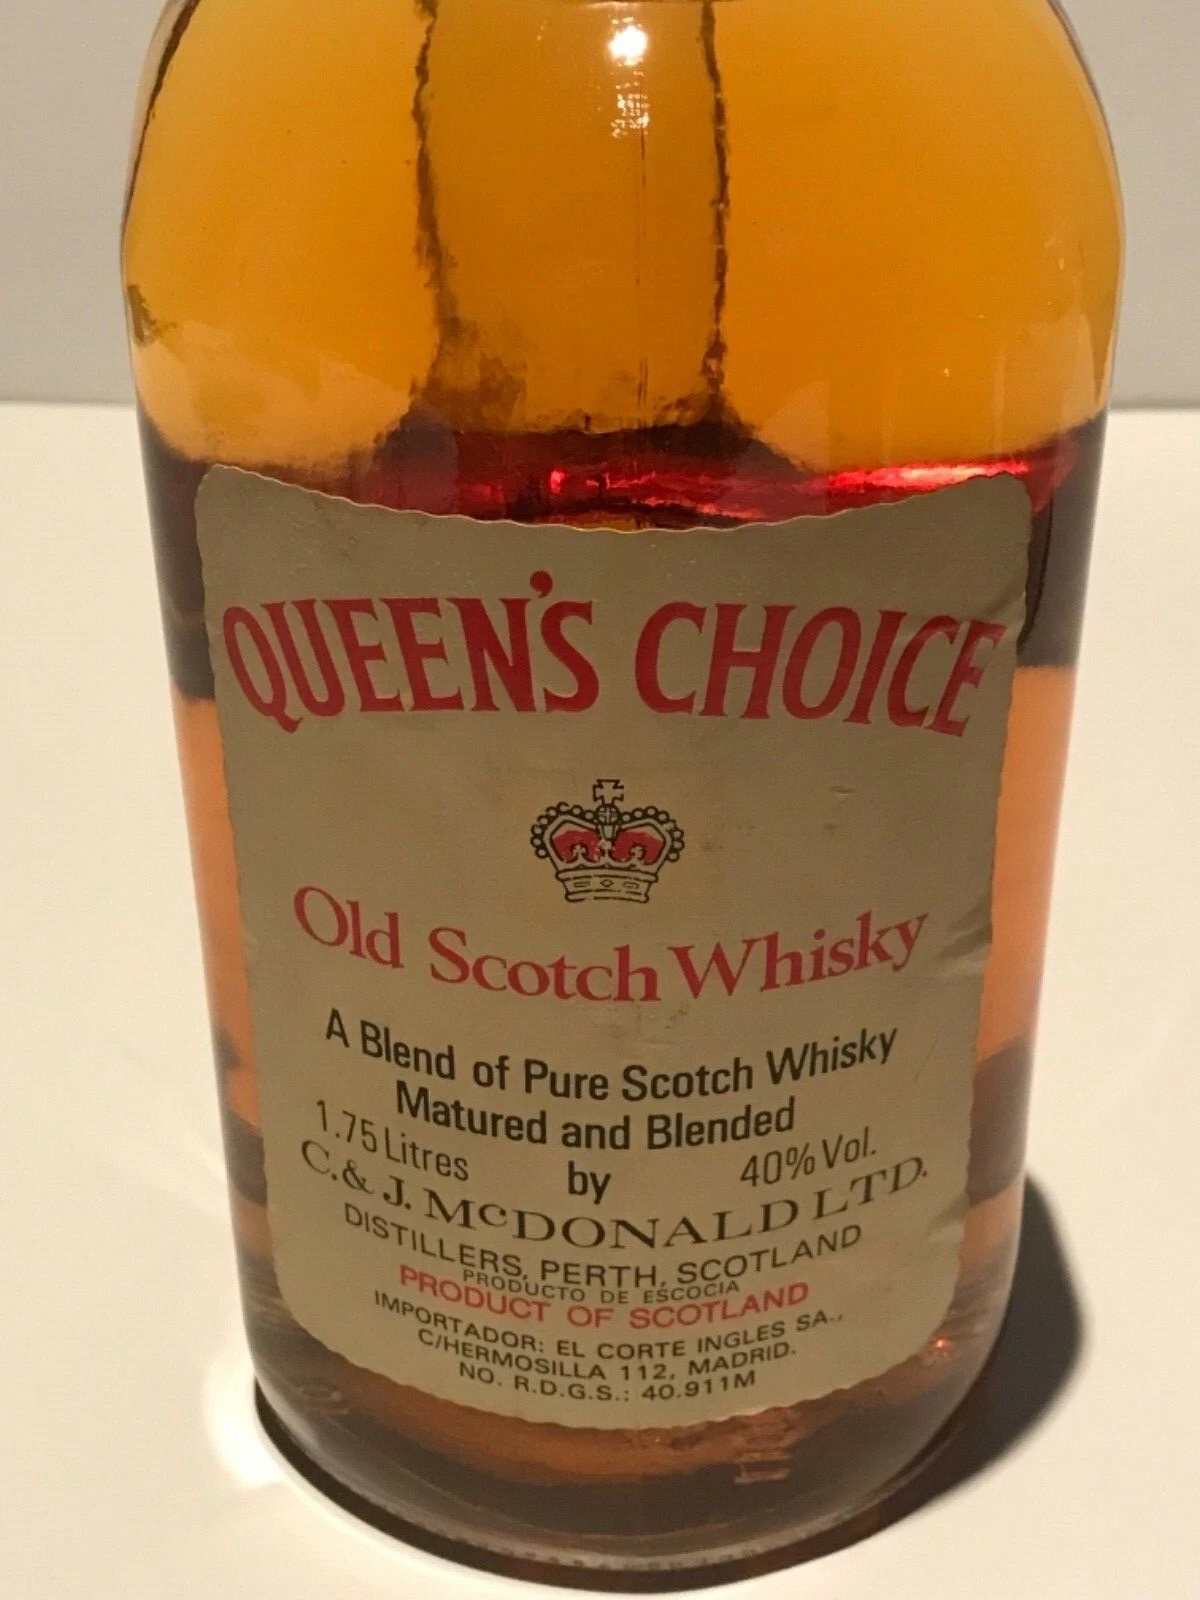 QUEEN'S CHOICE
Old Scotch Whisky
A Blend of Pure Scotch Whisky
Matured and Blended
1.75 Litres by 40% Vol.
C. & J. McDONALD LTD.
DISTILLERS, PERTH, SCOTLAND
PRODUCTO DE ESCOCIA
PRODUCT OF SCOTLAND
IMPORTADOR: EL CORTE INGLES SA.,
C/HERMOSILLA 112, MADRID.
NO. R.D.G.S.: 40.911M